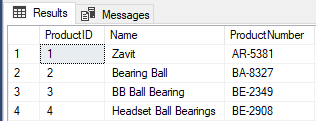 Results Messages
ProductID Name ProductNumber
1 1 Zavit AR-5381
2 2 Bearing Ball BA-8327
3 3 BB Ball Bearing BE-2349
4 4 Headset Ball Bearings BE-2908